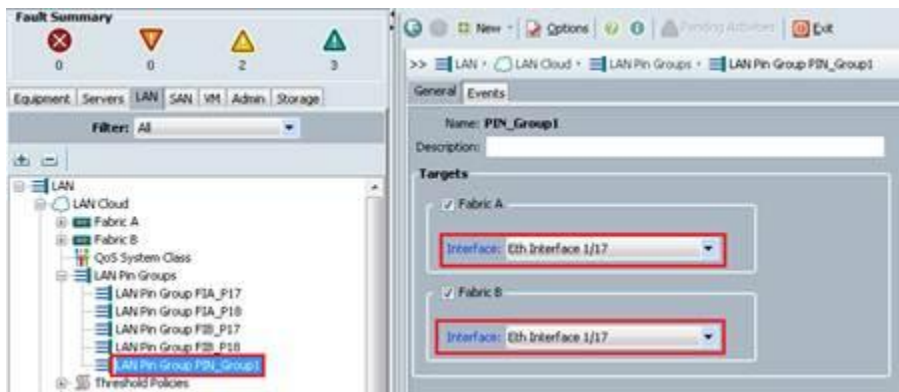 Fault Summary
0 0 2 3
Equipment Servers LAN SAN VM Admin Storage
Filter: All
LAN
LAN Cloud
Fabric A
Fabric B
QoS System Class
LAN Pin Groups
LAN Pin Group FIA_P17
LAN Pin Group FIA_P18
LAN Pin Group FIB_P17
LAN Pin Group FIB_P18
LAN Pin Group PIN_Group1
Threshold Policies
New Options Pending Activities Exit
>> LAN LAN Cloud LAN Pin Groups LAN Pin Group PIN_Group1
General Events
Name: PIN_Group1
Description:
Targets
Fabric A
Interface: Eth Interface 1/17
Fabric B
Interface: Eth Interface 1/17